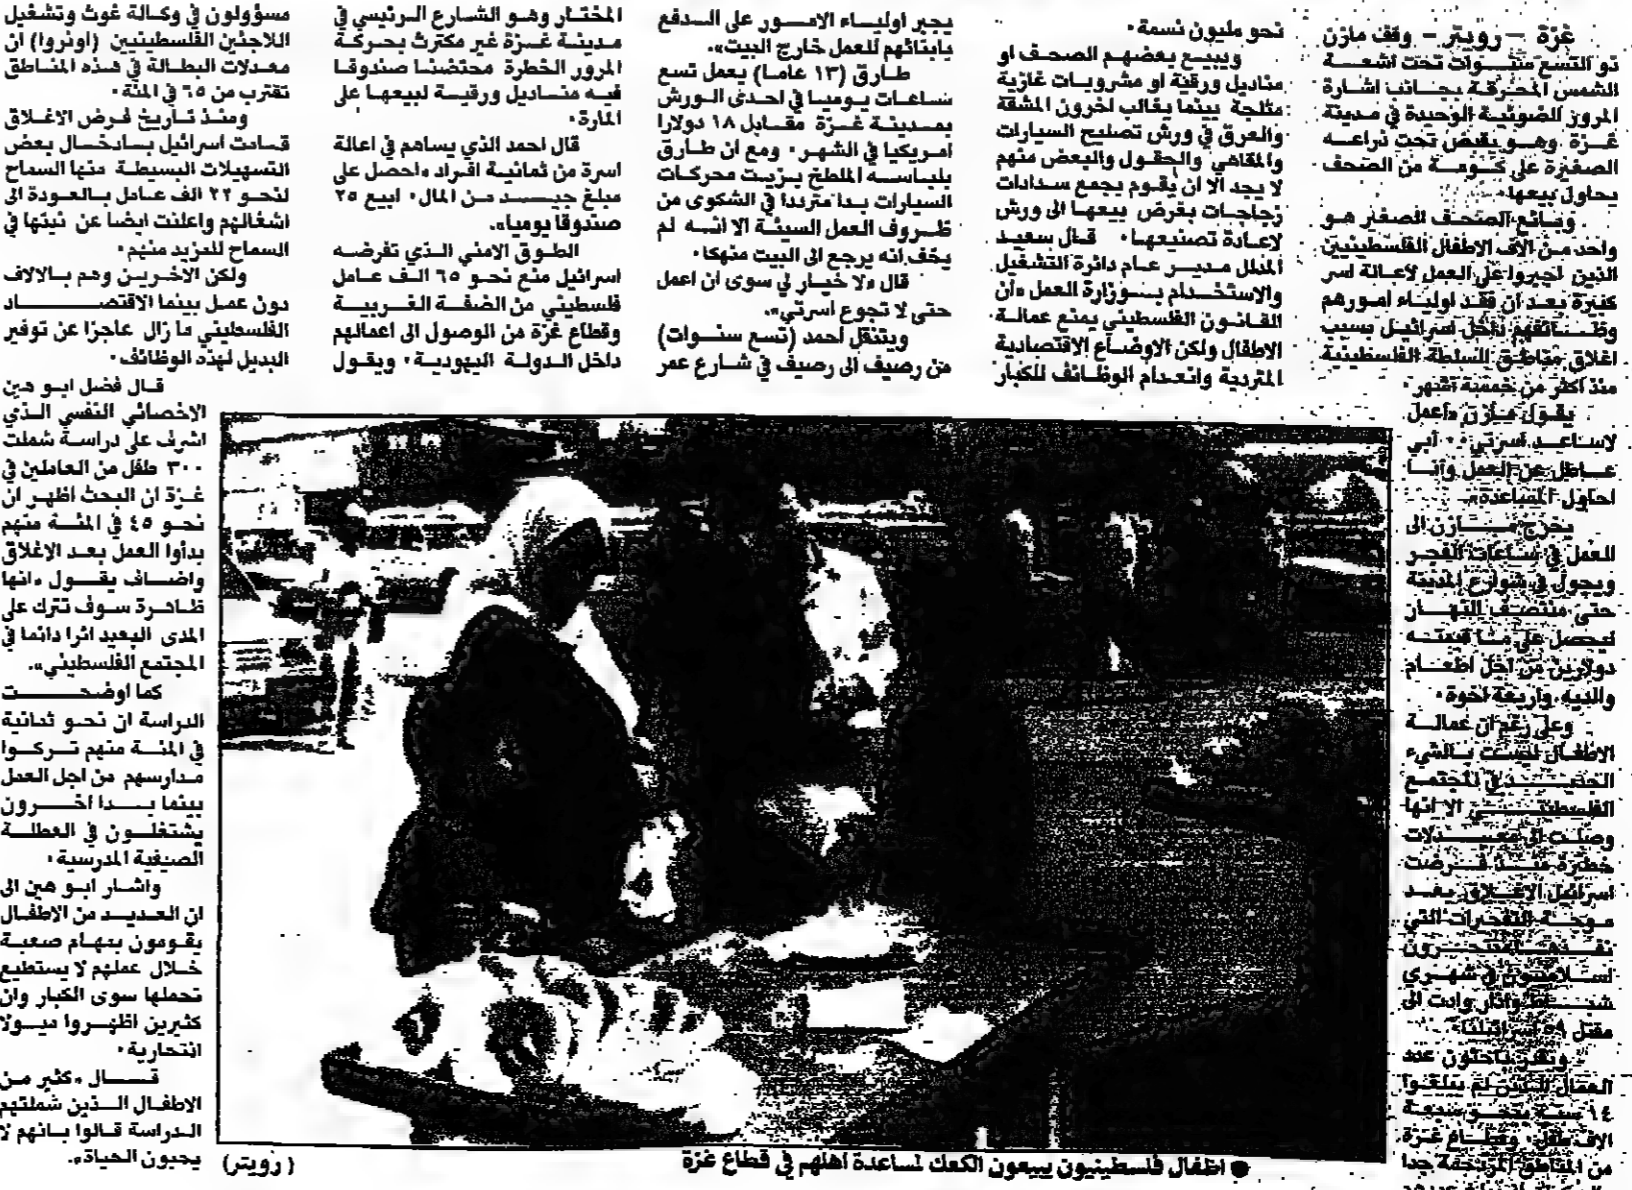 غزة - رويتر - وقف مازن
ذو التسع سنوات تحت اشعة
الشمس المحرقة بجانب اشارة
المرور الضوئية الوحيدة في مدينة
غزة وهو يقبض تحت ذراعه
الصغيرة على كومة من الصحف
يحاول بيعها.
وبائع الصحف الصغير هو
واحد من الاف الاطفال الفلسطينيين
الذين اجبروا على العمل لاعانة اسر
كبيرة بعد ان فقد اولياء امورهم
وظائفهم داخل اسرائيل بسبب
اغلاق مناطق السلطة الفلسطينية
منذ اكثر من خمسة اشهر.
يقول مازن «اعمل
لاساعد اسرتي.. ابي
عاطل عن العمل وانا
احاول المساعدة».
يخرج مازن الى
العمل في ساعات الفجر
ويجول في شوارع المدينة
حتى منتصف النهار
ليحصل على ما قيمته
دولارين من اجل اطعام
والديه واربعة اخوة.
وعلى رغم ان عمالة
الاطفال ليست بالشيء
الجديد في المجتمع
الفلسطيني الا انها
وصلت الى معدلات
خطيرة منذ فرضت
اسرائيل الاغلاق بعد
موجة التفجيرات التي
نفذها منتحرون
اسلاميون في شهري
شباط واذار وادت الى
مقتل ٥٩ اسرائيليا.
ويقدر باحثون عدد
العمال الذين لم يبلغوا
١٤ سنة بنحو سبعة
الاف طفل. وقطاع غزة
من المناطق المزدحمة جدا
نحو مليون نسمة.
ويبيع بعضهم الصحف او
مناديل ورقية او مشروبات غازية
مثلجة بينما يغالب اخرون المشقة
والعرق في ورش تصليح السيارات
والمقاهي والحقول والبعض منهم
لا يجد الا ان يقوم بجمع سدادات
زجاجات بغرض بيعها الى ورش
لاعادة تصنيعها. قال سعيد
المدلل مدير عام دائرة التشغيل
والاستخدام بوزارة العمل «ان
القانون الفلسطيني يمنع عمالة
الاطفال ولكن الاوضاع الاقتصادية
المتردية وانعدام الوظائف للكبار
يجبر اولياء الامور على الدفع
بابنائهم للعمل خارج البيت».
طارق (١٣ عاما) يعمل تسع
ساعات يوميا في احدى الورش
بمدينة غزة مقابل ١٨ دولارا
امريكيا في الشهر. ومع ان طارق
بلباسه الملطخ بزيت محركات
السيارات بدا مترددا في الشكوى من
ظروف العمل السيئة الا انه لم
يخف انه يرجع الى البيت منهكا.
قال «لا خيار لي سوى ان اعمل
حتى لا تجوع اسرتي».
ويتنقل احمد (تسع سنوات)
من رصيف الى رصيف في شارع عمر
المختار وهو الشارع الرئيسي في
مدينة غزة غير مكترث بحركة
المرور الخطرة محتضنا صندوقا
فيه مناديل ورقية لبيعها على
المارة.
قال احمد الذي يساهم في اعالة
اسرة من ثمانية افراد «احصل على
مبلغ جيد من المال. ابيع ٢٥
صندوقا يوميا».
الطوق الامني الذي تفرضه
اسرائيل منع نحو ٦٥ الف عامل
فلسطيني من الضفة الغربية
وقطاع غزة من الوصول الى اعمالهم
داخل الدولة اليهودية. ويقول
مسؤولون في وكالة غوث وتشغيل
اللاجئين الفلسطينيين (اونروا) ان
معدلات البطالة في هذه المناطق
تقترب من ٦٥ في المئة.
ومنذ تاريخ فرض الاغلاق
قامت اسرائيل بادخال بعض
التسهيلات البسيطة منها السماح
لنحو ٢٢ الف عامل بالعودة الى
اشغالهم واعلنت ايضا عن نيتها في
السماح للمزيد منهم.
ولكن الاخرين وهم بالالاف
دون عمل بينما الاقتصاد
الفلسطيني ما زال عاجزا عن توفير
البديل لهذه الوظائف.
قال فضل ابو هين
الاخصائي النفسي الذي
اشرف على دراسة شملت
٣٠٠ طفل من العاملين في
غزة ان البحث اظهر ان
نحو ٤٥ في المئة منهم
بدأوا العمل بعد الاغلاق
واضاف يقول «انها
ظاهرة سوف تترك على
المدى البعيد اثرا دائما في
المجتمع الفلسطيني».
كما اوضحت
الدراسة ان نحو ثمانية
في المئة منهم تركوا
مدارسهم من اجل العمل
بينما بدا اخرون
يشتغلون في العطلة
الصيفية المدرسية.
واشار ابو هين الى
ان العديد من الاطفال
يقومون بمهام صعبة
خلال عملهم لا يستطيع
تحملها سوى الكبار وان
كثيرين اظهروا ميولا
انتحارية.
قال «كثير من
الاطفال الذين شملتهم
الدراسة قالوا بانهم لا
يحبون الحياة».
● اطفال فلسطينيون يبيعون الكعك لمساعدة اهلهم في قطاع غزة
(رويتر)